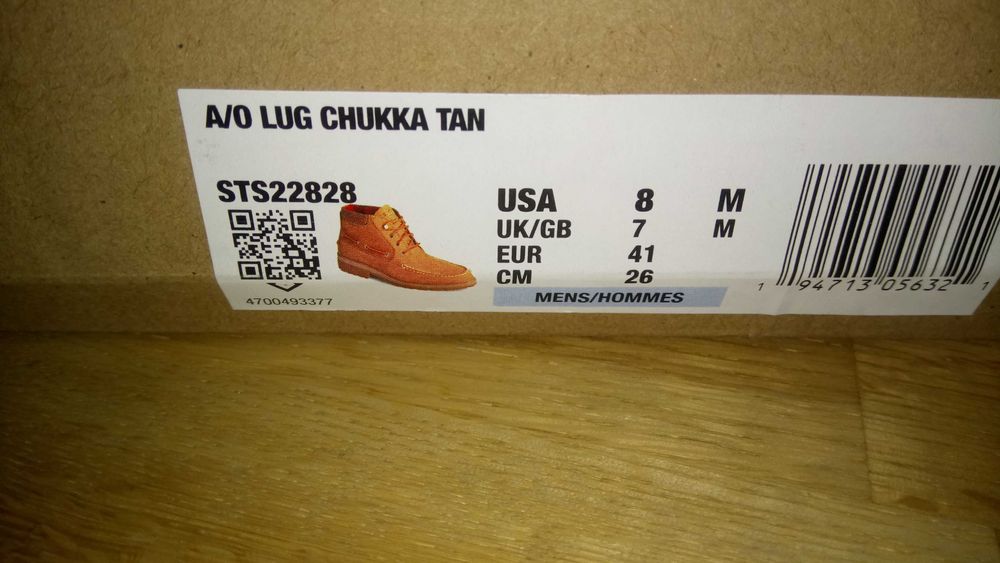 A/O LUG CHUKKA TAN
STS22828
4700493377
USA 8 M
UK/GB 7 M
EUR 41
CM 26
MENS/HOMMES
1 94713 05632 1